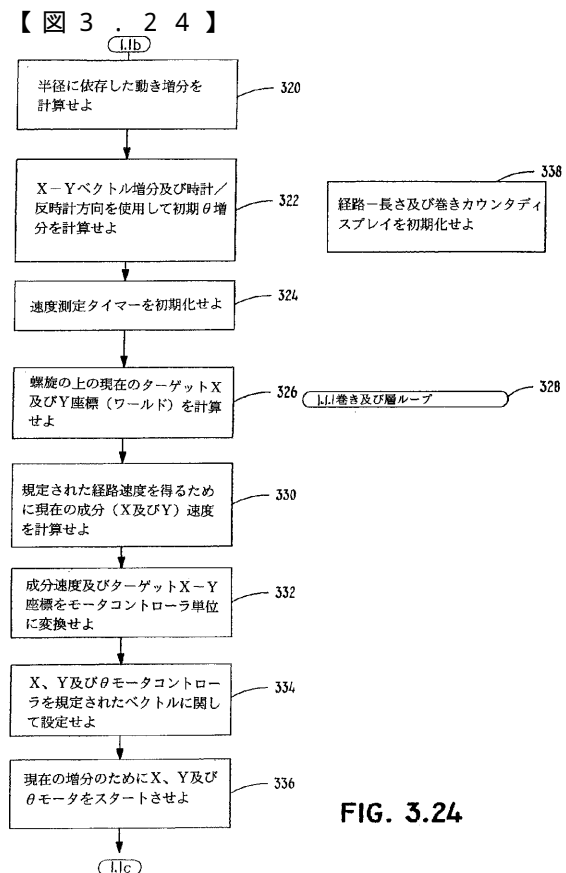 【図3.24】
1.1b
半径に依存した動き増分を
計算せよ
320
X－Yベクトル増分及び時計／
反時計方向を使用して初期θ増
分を計算せよ
322
338
経路－長さ及び巻きカウンタディ
スプレイを初期化せよ
速度測定タイマーを初期化せよ
324
螺旋の上の現在のターゲットX
及びY座標（ワールド）を計算
せよ
326
1.1.1巻き及び層ループ
328
規定された経路速度を得るため
に現在の成分（X及びY）速度
を計算せよ
330
成分速度及びターゲットX－Y
座標をモータコントローラ単位
に変換せよ
332
X、Y及びθモータコントロー
ラを規定されたベクトルに関し
て設定せよ
334
現在の増分のためにX、Y及び
θモータをスタートさせよ
336
1.1c
FIG. 3.24